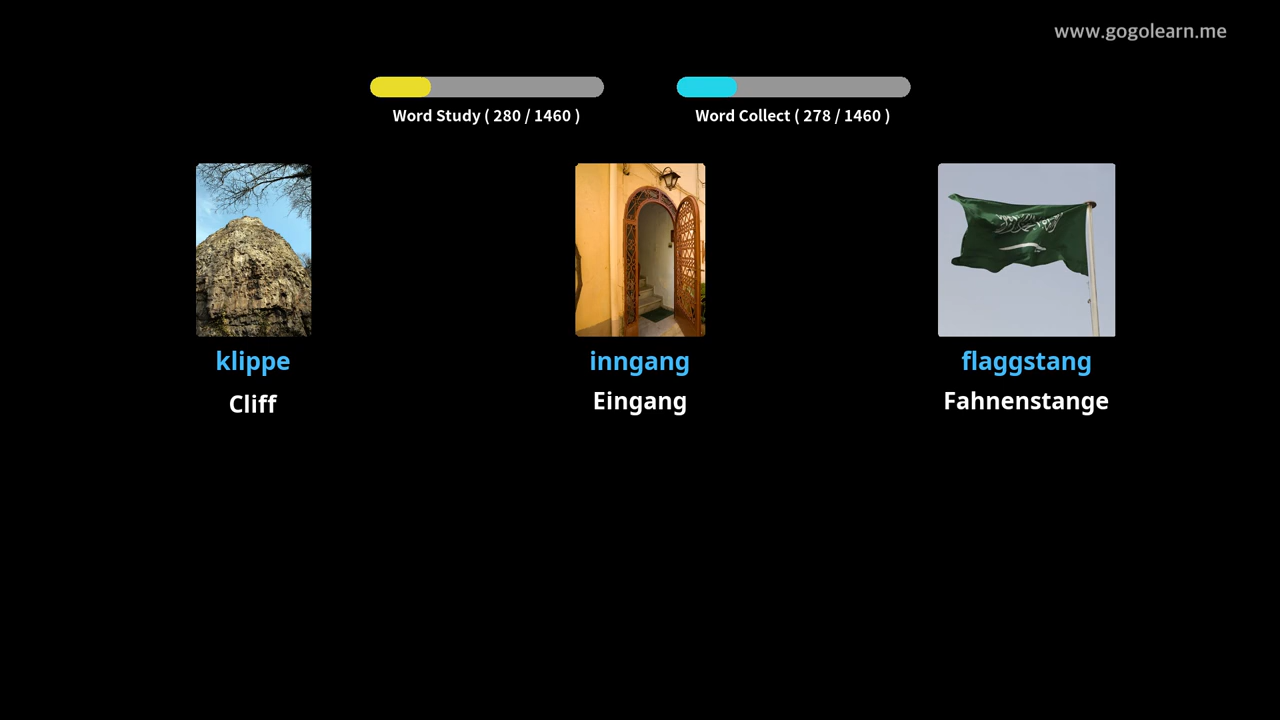 www.gogolearn.me
Word Study ( 280 / 1460 )
Word Collect ( 278 / 1460 )
klippe
inngang
flaggstang
Cliff
Eingang
Fahnenstange